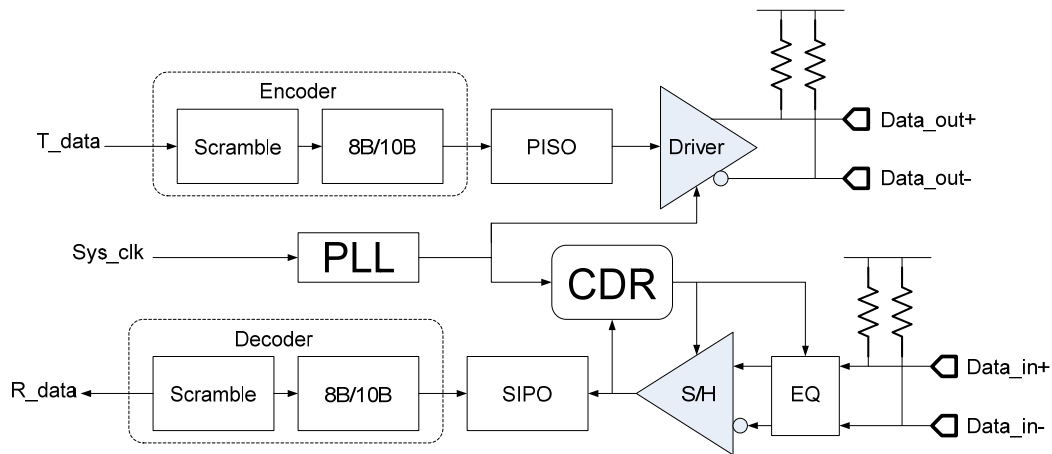 Encoder
T_data
Scramble
8B/10B
PISO
Driver
Data_out+
Data_out-
Sys_clk
PLL
CDR
Decoder
R_data
Scramble
8B/10B
SIPO
S/H
EQ
Data_in+
Data_in-